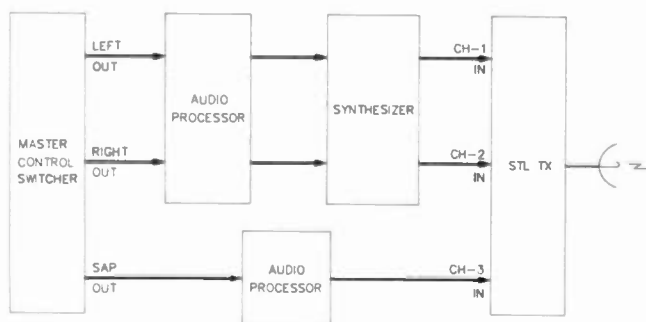 LEFT
OUT
AUDIO
PROCESSOR
SYNTHESIZER
CH-1
IN
MASTER
CONTROL
SWITCHER
RIGHT
OUT
CH-2
IN
STL TX
SAP
OUT
AUDIO
PROCESSOR
CH-3
IN